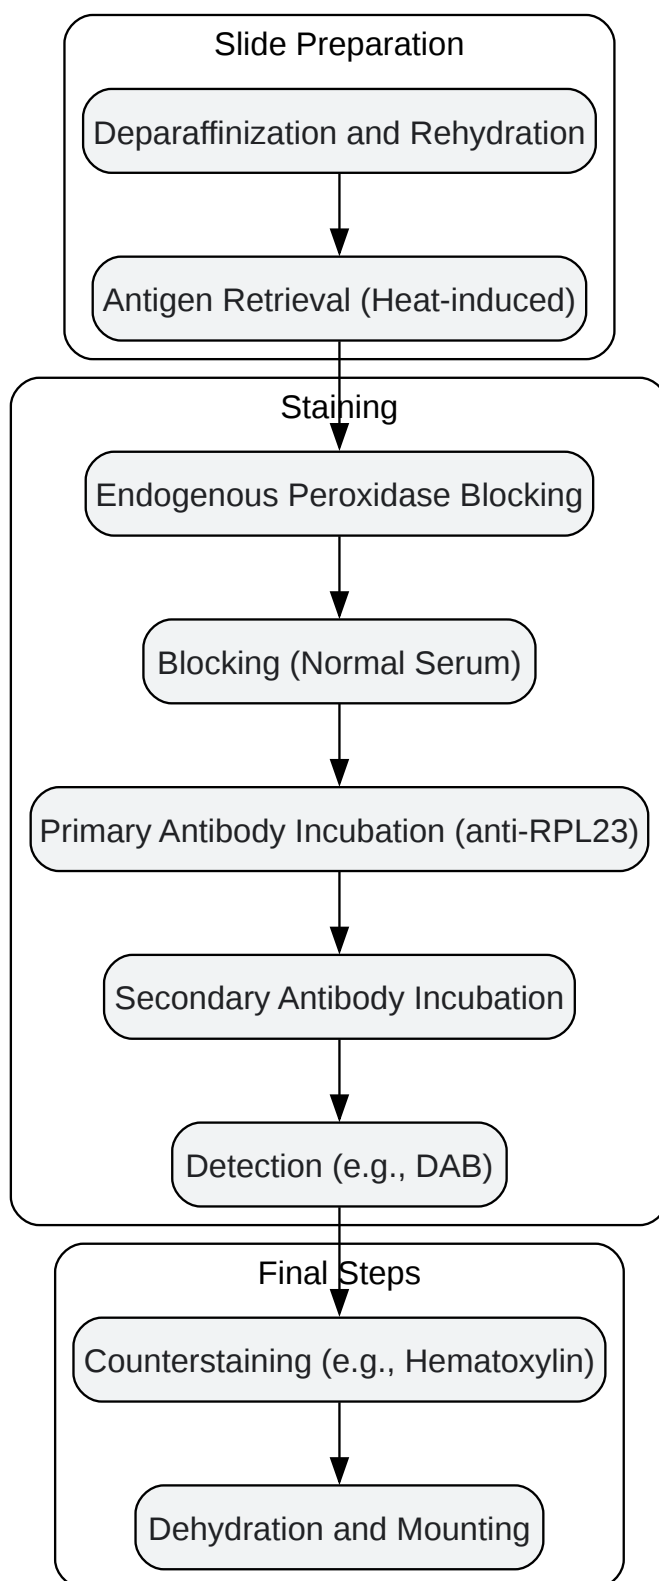 Slide Preparation
Deparaffinization and Rehydration
Antigen Retrieval (Heat-induced)
Staining
Endogenous Peroxidase Blocking
Blocking (Normal Serum)
Primary Antibody Incubation (anti-RPL23)
Secondary Antibody Incubation
Detection (e.g., DAB)
Final Steps
Counterstaining (e.g., Hematoxylin)
Dehydration and Mounting